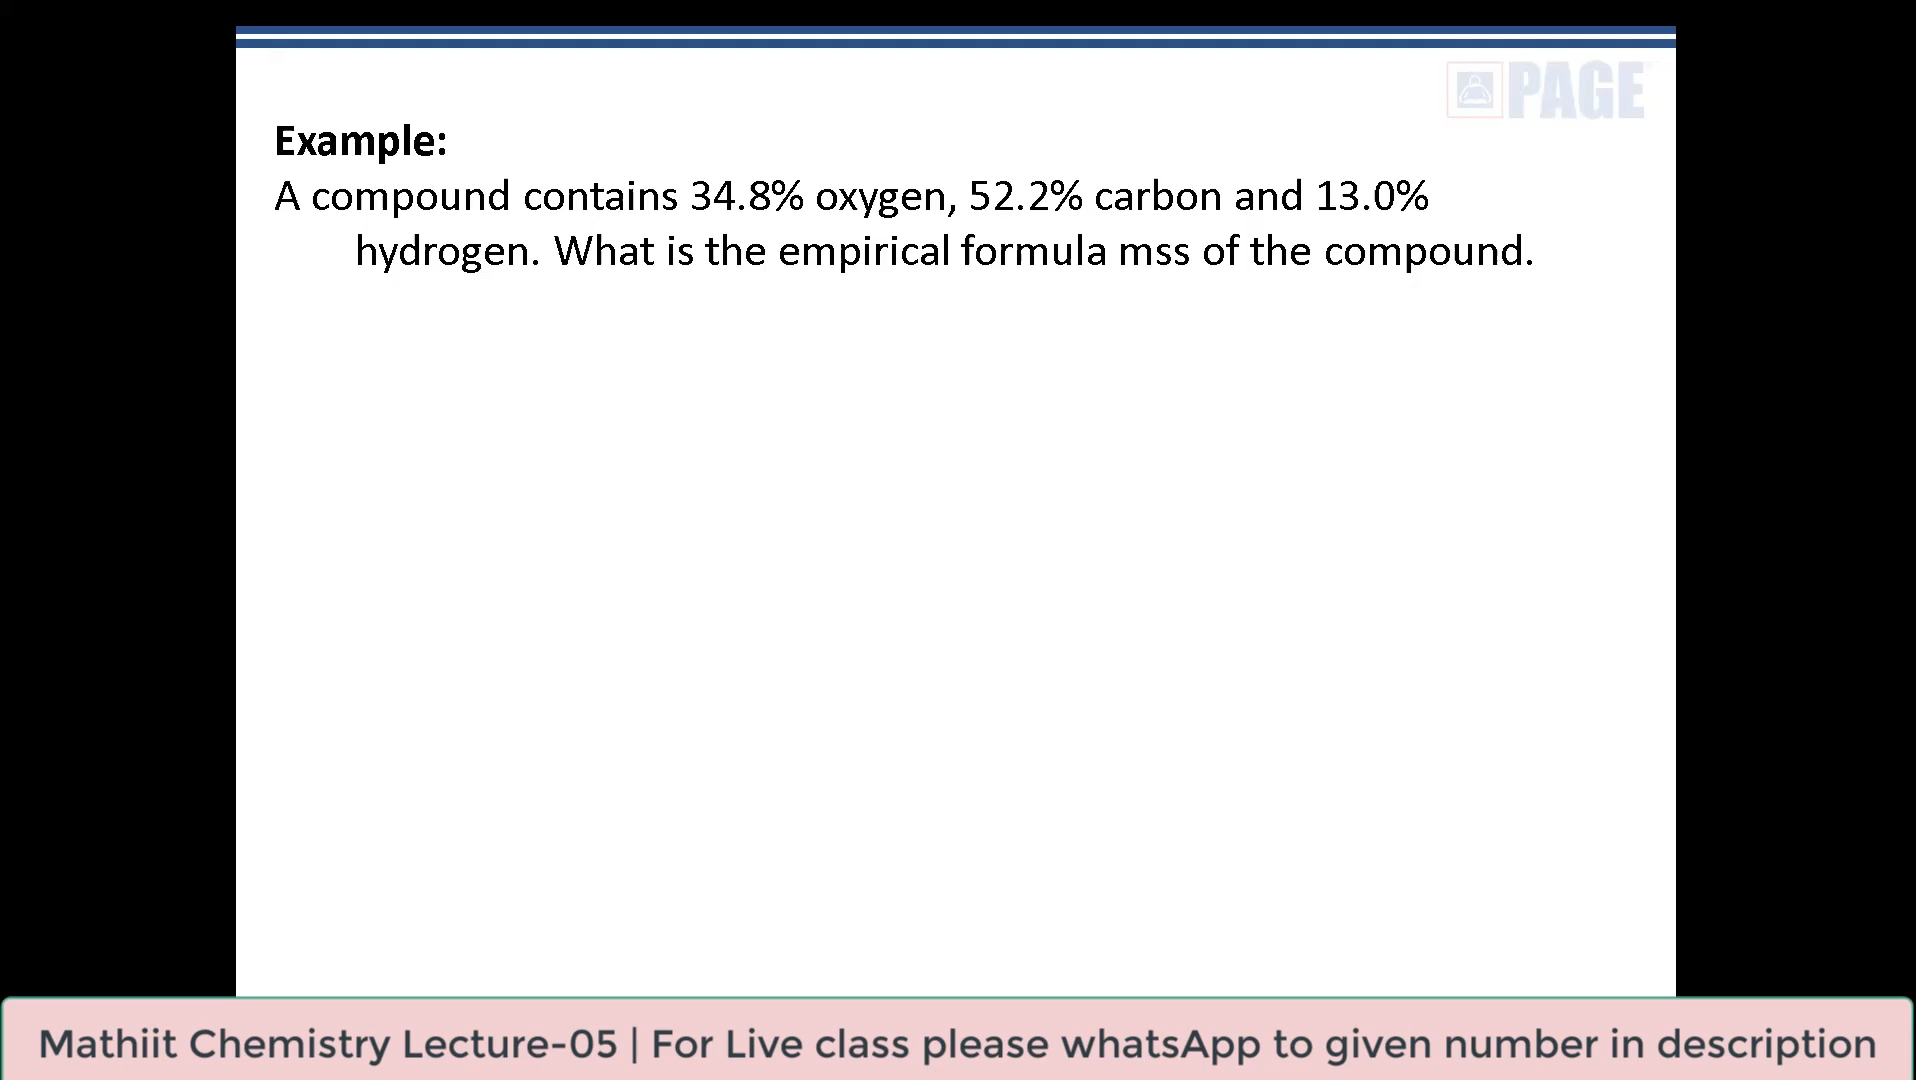 PAGE
Example:
A compound contains 34.8% oxygen, 52.2% carbon and 13.0%
hydrogen. What is the empirical formula mss of the compound.
Mathiit Chemistry Lecture-05 | For Live class please whatsApp to given number in description